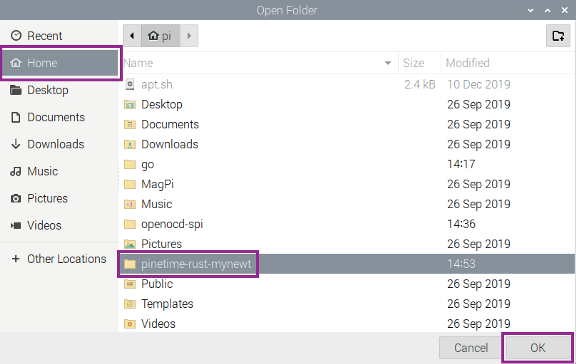 Open Folder
Recent
Home
Desktop
Documents
Downloads
Music
Pictures
Videos
Other Locations
pi
Name Size Modified
apt.sh 2.4 kB 10 Dec 2019
Desktop 26 Sep 2019
Documents 26 Sep 2019
Downloads 26 Sep 2019
go 14:17
MagPi 26 Sep 2019
Music 26 Sep 2019
openocd-spi 14:36
Pictures 26 Sep 2019
pinetime-rust-mynewt 14:53
Public 26 Sep 2019
Templates 26 Sep 2019
Videos 26 Sep 2019
Cancel OK